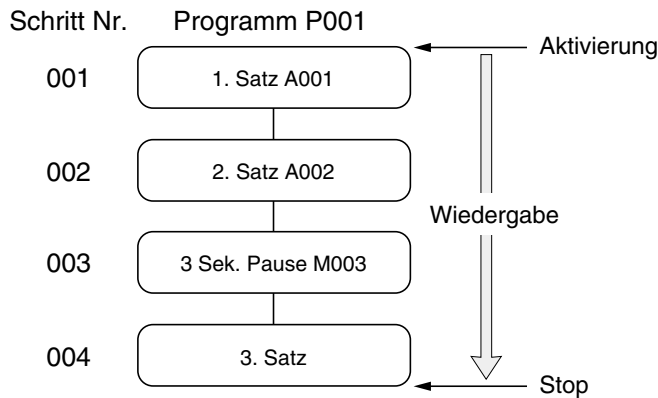 Schritt Nr. Programm P001
Aktivierung
001 1. Satz A001
002 2. Satz A002
Wiedergabe
003 3 Sek. Pause M003
004 3. Satz
Stop